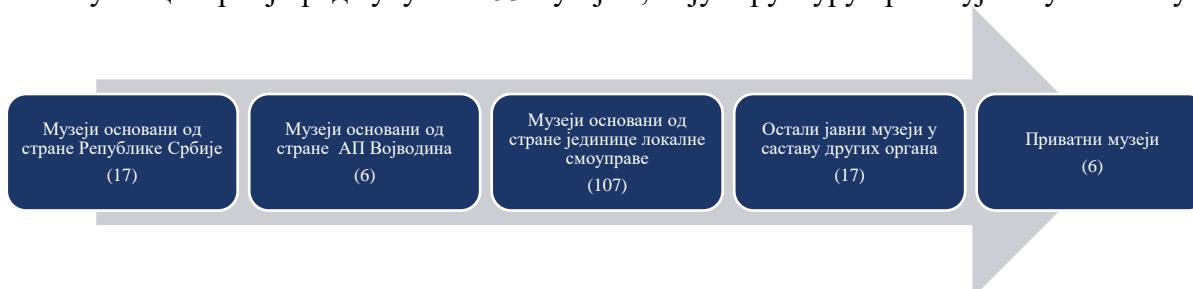 Музеји основани од
стране Републике Србије
(17)
Музеји основани од
стране АП Војводина
(6)
Музеји основани од
стране јединице локалне
смоуправе
(107)
Остали јавни музеји у
саставу других органа
(17)
Приватни музеји
(6)